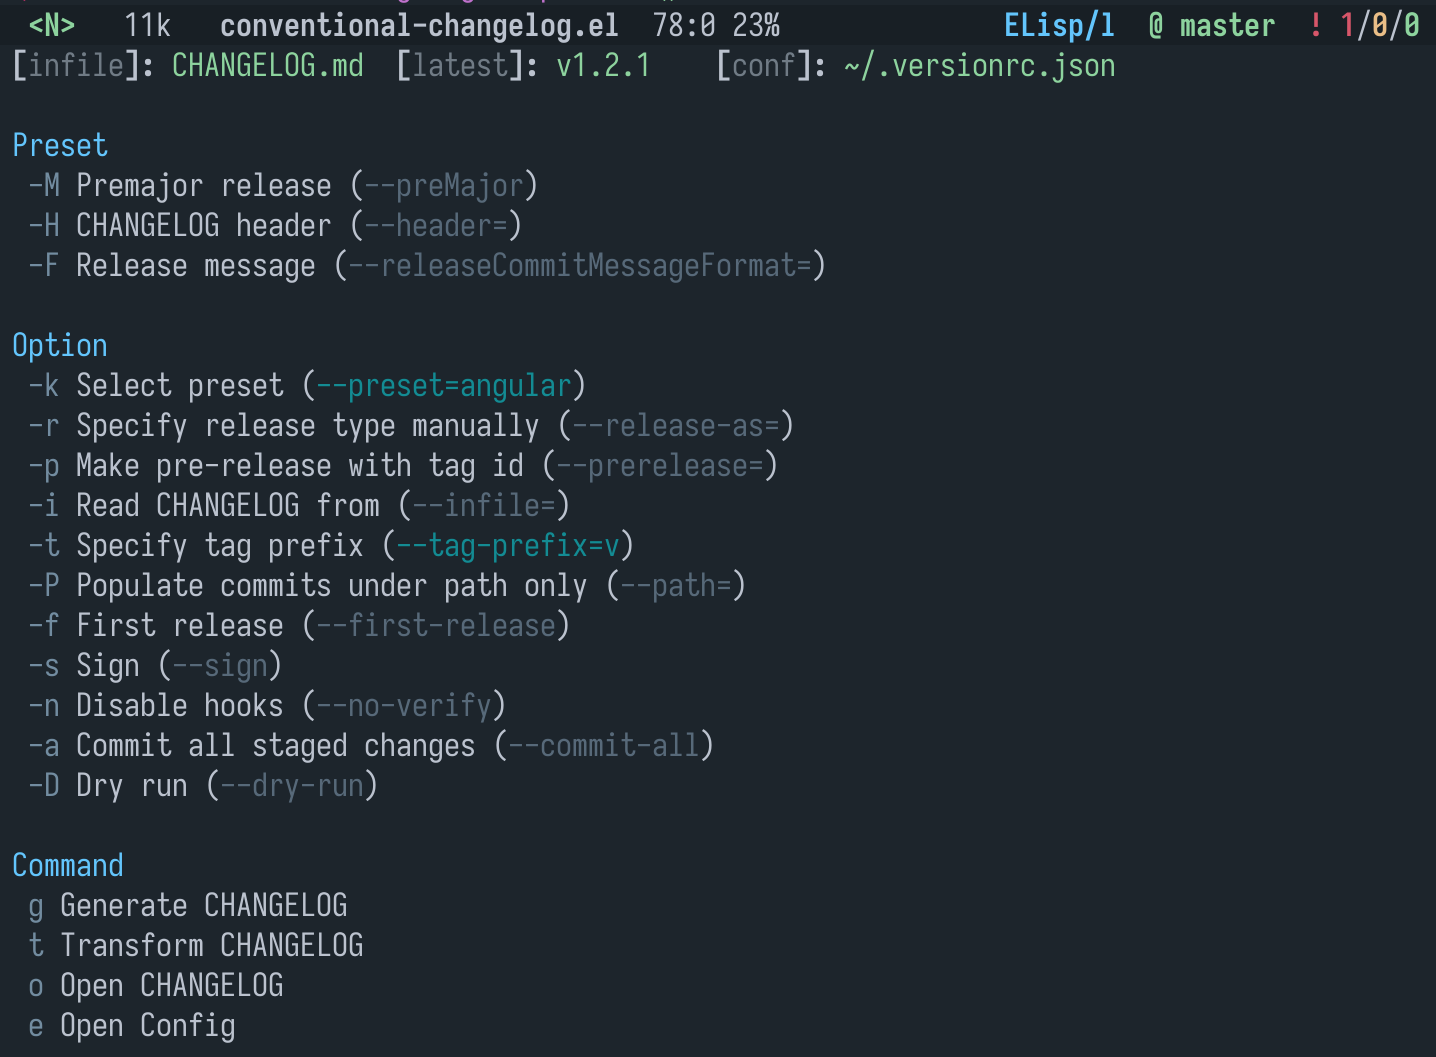 <N> 11k conventional-changelog.el 78:0 23% ELisp/l @ master ! 1/0/0
[infile]: CHANGELOG.md [latest]: v1.2.1 [conf]: ~/.versionrc.json
Preset
-M Premajor release (--preMajor)
-H CHANGELOG header (--header=)
-F Release message (--releaseCommitMessageFormat=)
Option
-k Select preset (--preset=angular)
-r Specify release type manually (--release-as=)
-p Make pre-release with tag id (--prerelease=)
-i Read CHANGELOG from (--infile=)
-t Specify tag prefix (--tag-prefix=v)
-P Populate commits under path only (--path=)
-f First release (--first-release)
-s Sign (--sign)
-n Disable hooks (--no-verify)
-a Commit all staged changes (--commit-all)
-D Dry run (--dry-run)
Command
g Generate CHANGELOG
t Transform CHANGELOG
o Open CHANGELOG
e Open Config